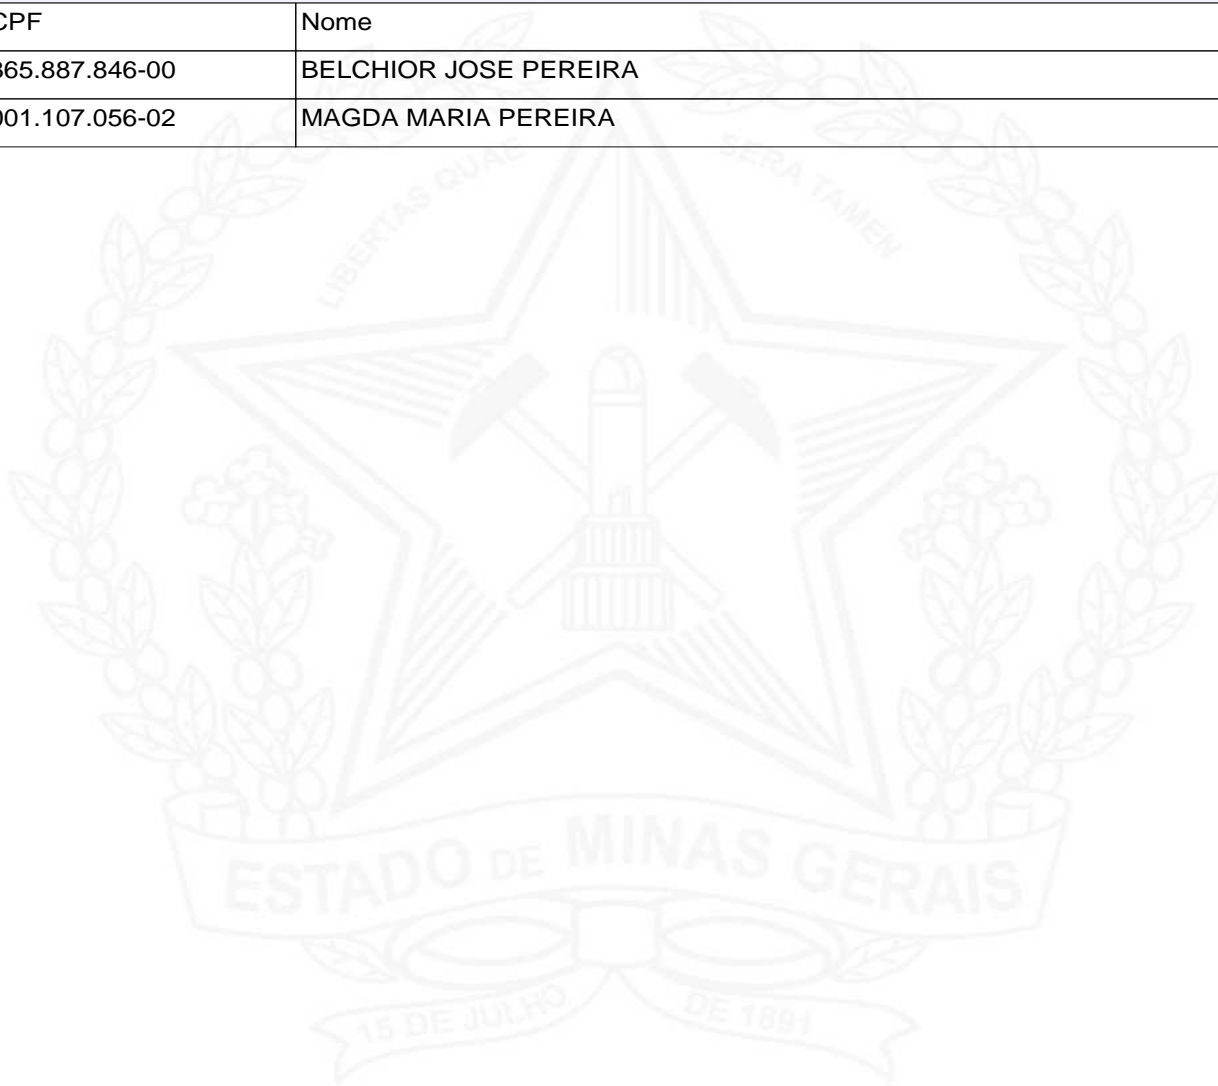 CPF Nome
365.887.846-00 BELCHIOR JOSE PEREIRA
001.107.056-02 MAGDA MARIA PEREIRA
LIBERTAS QUAE SERA TAMEN
ESTADO DE MINAS GERAIS
15 DE JULHO DE 1891